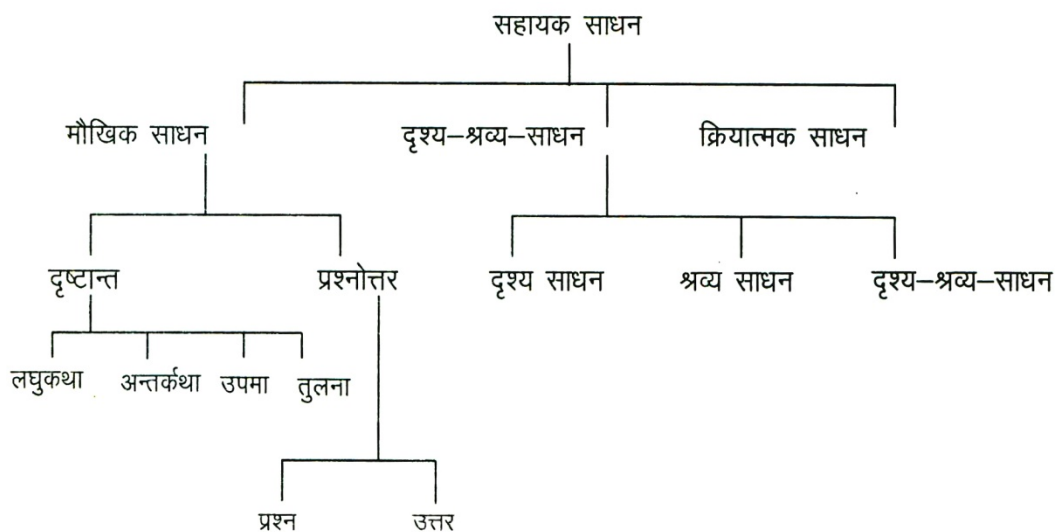 सहायक साधन
मौखिक साधन दृश्य–श्रव्य–साधन क्रियात्मक साधन
दृष्टान्त प्रश्नोत्तर दृश्य साधन श्रव्य साधन दृश्य–श्रव्य–साधन
लघुकथा अन्तर्कथा उपमा तुलना
प्रश्न उत्तर